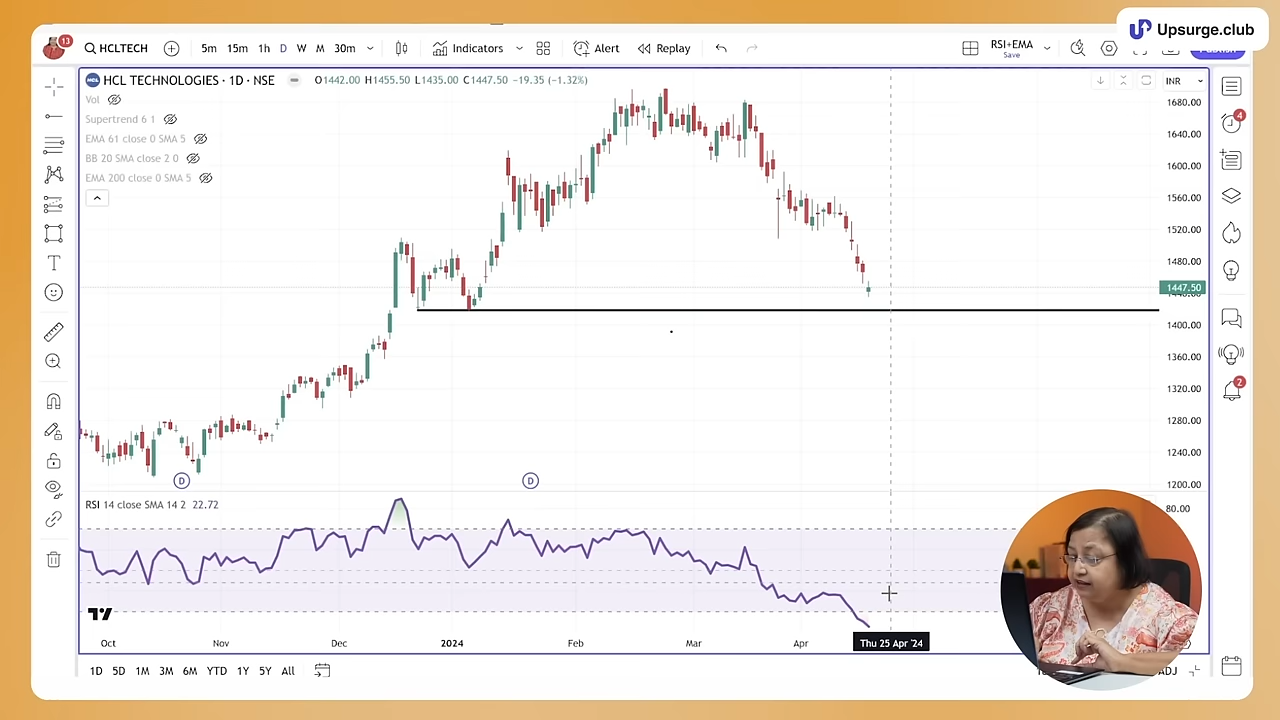 Upsurge.club
13
HCLTECH
5m 15m 1h D W M 30m
Indicators
Alert
Replay
RSI+EMA
Save
HCL TECHNOLOGIES · 1D · NSE
O1442.00 H1455.50 L1435.00 C1447.50 −19.35 (−1.32%)
INR
Vol
Supertrend 6 1
EMA 61 close 0 SMA 5
BB 20 SMA close 2 0
EMA 200 close 0 SMA 5
1680.00
1640.00
1600.00
1560.00
1520.00
1480.00
1447.50
1400.00
1360.00
1320.00
1280.00
1240.00
1200.00
4
2
D
D
RSI 14 close SMA 14 2 22.72
80.00
Oct Nov Dec 2024 Feb Mar Apr
Thu 25 Apr '24
1D 5D 1M 3M 6M YTD 1Y 5Y All
ADJ